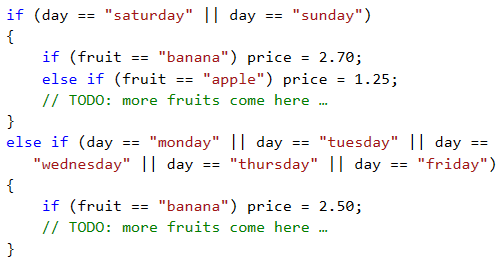 if (day == "saturday" || day == "sunday")
{
    if (fruit == "banana") price = 2.70;
    else if (fruit == "apple") price = 1.25;
    // TODO: more fruits come here …
}
else if (day == "monday" || day == "tuesday" || day ==
   "wednesday" || day == "thursday" || day == "friday")
{
    if (fruit == "banana") price = 2.50;
    // TODO: more fruits come here …
}